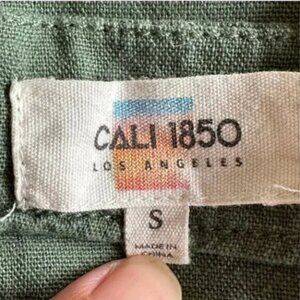 CALI 1850
LOS ANGELES
S
MADE IN
CHINA